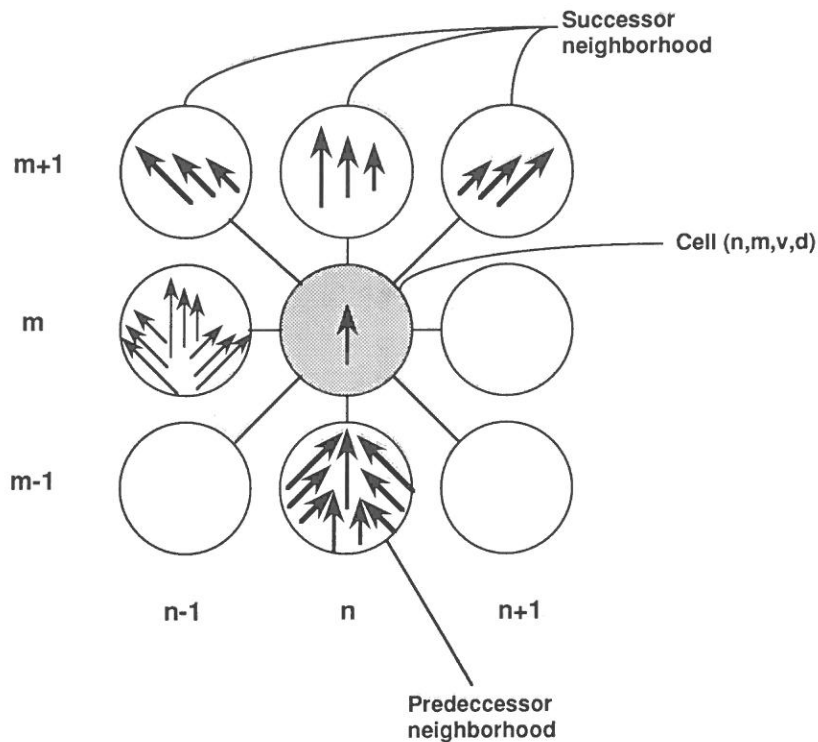 Successor
neighborhood
m+1
Cell (n,m,v,d)
m
m-1
n-1 n n+1
Predeccessor
neighborhood